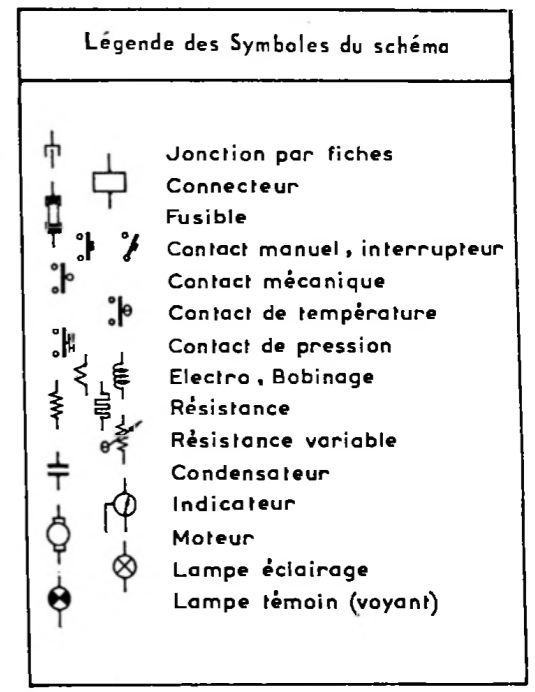 Légende des Symboles du schéma
Jonction par fiches
Connecteur
Fusible
Contact manuel, interrupteur
Contact mécanique
Contact de température
Contact de pression
Electro, Bobinage
Résistance
Résistance variable
Condensateur
Indicateur
Moteur
Lampe éclairage
Lampe témoin (voyant)